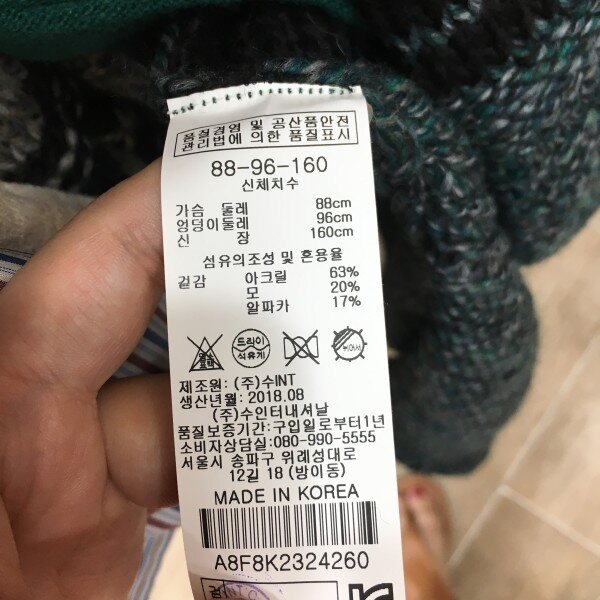 품질경영 및 공산품안전
관리법에 의한 품질표시
88-96-160
신체치수
가슴 둘레 88cm
엉덩이둘레 96cm
신 장 160cm
섬유의조성 및 혼용율
겉감 아크릴 63%
모 20%
알파카 17%
드라이
석유계
제조원: (주)수INT
생산년월: 2018.08
(주)수인터내셔날
품질보증기간:구입일로부터1년
소비자상담실:080-990-5555
서울시 송파구 위례성대로
12길 18 (방이동)
MADE IN KOREA
A8F8K2324260